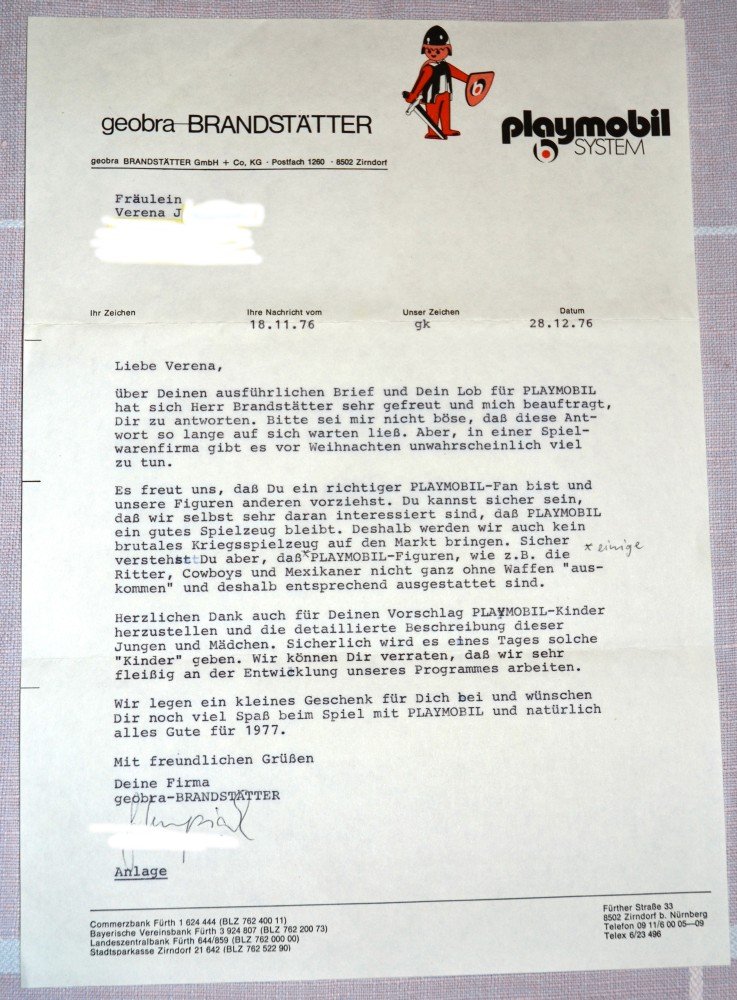 geobra BRANDSTÄTTER
playmobil
SYSTEM
geobra BRANDSTÄTTER GmbH + Co, KG · Postfach 1260 · 8502 Zirndorf
Fräulein
Verena J
Ihr Zeichen Ihre Nachricht vom Unser Zeichen Datum
18.11.76 gk 28.12.76
Liebe Verena,
über Deinen ausführlichen Brief und Dein Lob für PLAYMOBIL
hat sich Herr Brandstätter sehr gefreut und mich beauftragt,
Dir zu antworten. Bitte sei mir nicht böse, daß diese Ant-
wort so lange auf sich warten ließ. Aber, in einer Spiel-
warenfirma gibt es vor Weihnachten unwahrscheinlich viel
zu tun.
Es freut uns, daß Du ein richtiger PLAYMOBIL-Fan bist und
unsere Figuren anderen vorziehst. Du kannst sicher sein,
daß wir selbst sehr daran interessiert sind, daß PLAYMOBIL
ein gutes Spielzeug bleibt. Deshalb werden wir auch kein
brutales Kriegsspielzeug auf den Markt bringen. Sicher
x einige
verstehst Du aber, daß x PLAYMOBIL-Figuren, wie z.B. die
Ritter, Cowboys und Mexikaner nicht ganz ohne Waffen "aus-
kommen" und deshalb entsprechend ausgestattet sind.
Herzlichen Dank auch für Deinen Vorschlag PLAYMOBIL-Kinder
herzustellen und die detaillierte Beschreibung dieser
Jungen und Mädchen. Sicherlich wird es eines Tages solche
"Kinder" geben. Wir können Dir verraten, daß wir sehr
fleißig an der Entwicklung unseres Programmes arbeiten.
Wir legen ein kleines Geschenk für Dich bei und wünschen
Dir noch viel Spaß beim Spiel mit PLAYMOBIL und natürlich
alles Gute für 1977.
Mit freundlichen Grüßen
Deine Firma
geobra-BRANDSTÄTTER
Anlage
Commerzbank Fürth 1 624 444 (BLZ 762 400 11)
Bayerische Vereinsbank Fürth 3 924 807 (BLZ 762 200 73)
Landeszentralbank Fürth 644/859 (BLZ 762 000 00)
Stadtsparkasse Zirndorf 21 642 (BLZ 762 522 90)
Fürther Straße 33
8502 Zirndorf b. Nürnberg
Telefon 09 11/6 00 05—09
Telex 6/23 496